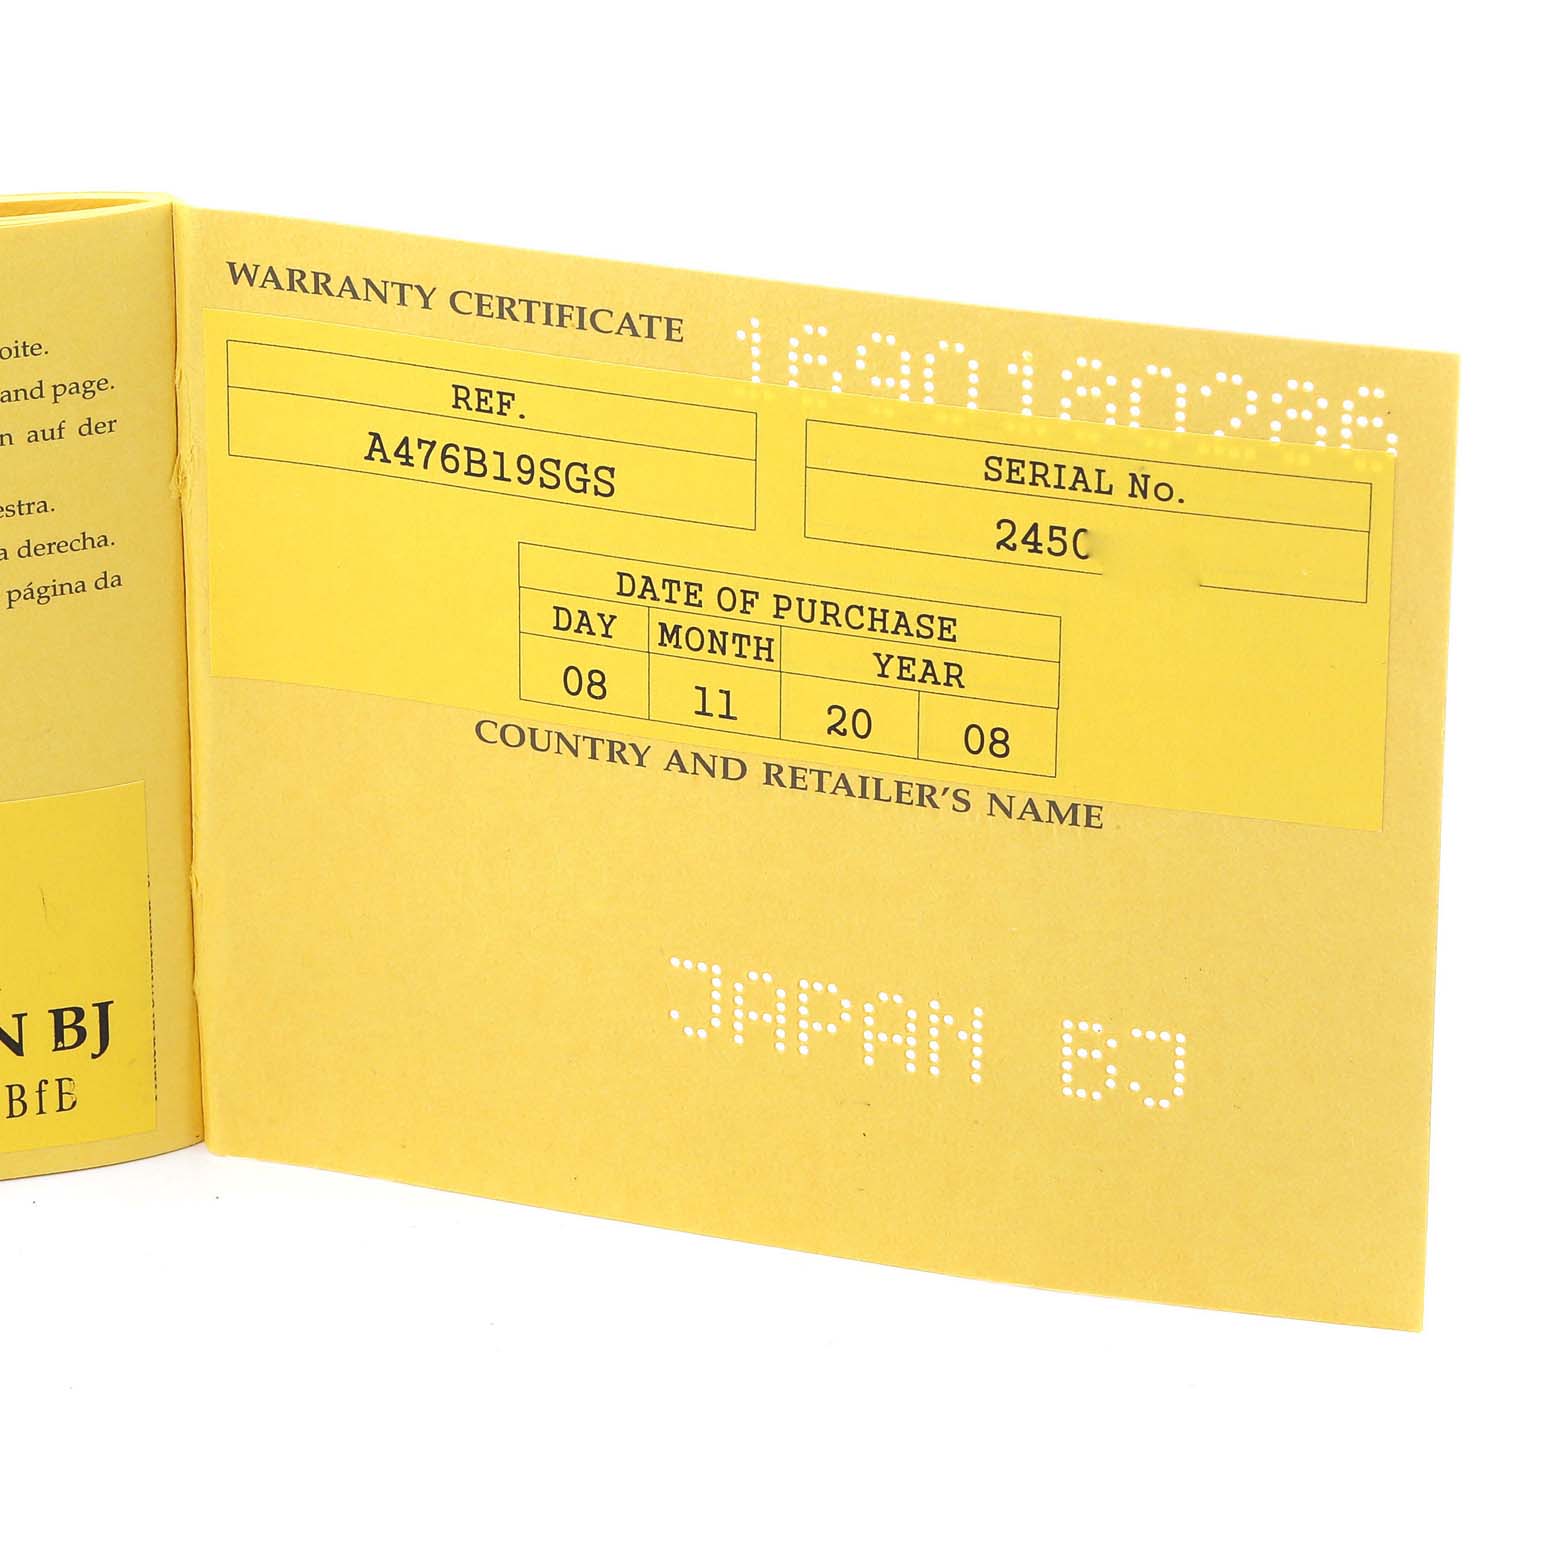 oite.
and page.
n auf der
estra.
a derecha.
página da
N BJ
BfB
WARRANTY CERTIFICATE
1690180286
REF.
A476B19SGS
SERIAL No.
2450
DATE OF PURCHASE
DAY MONTH YEAR
08 11 20 08
COUNTRY AND RETAILER'S NAME
JAPAN BJ